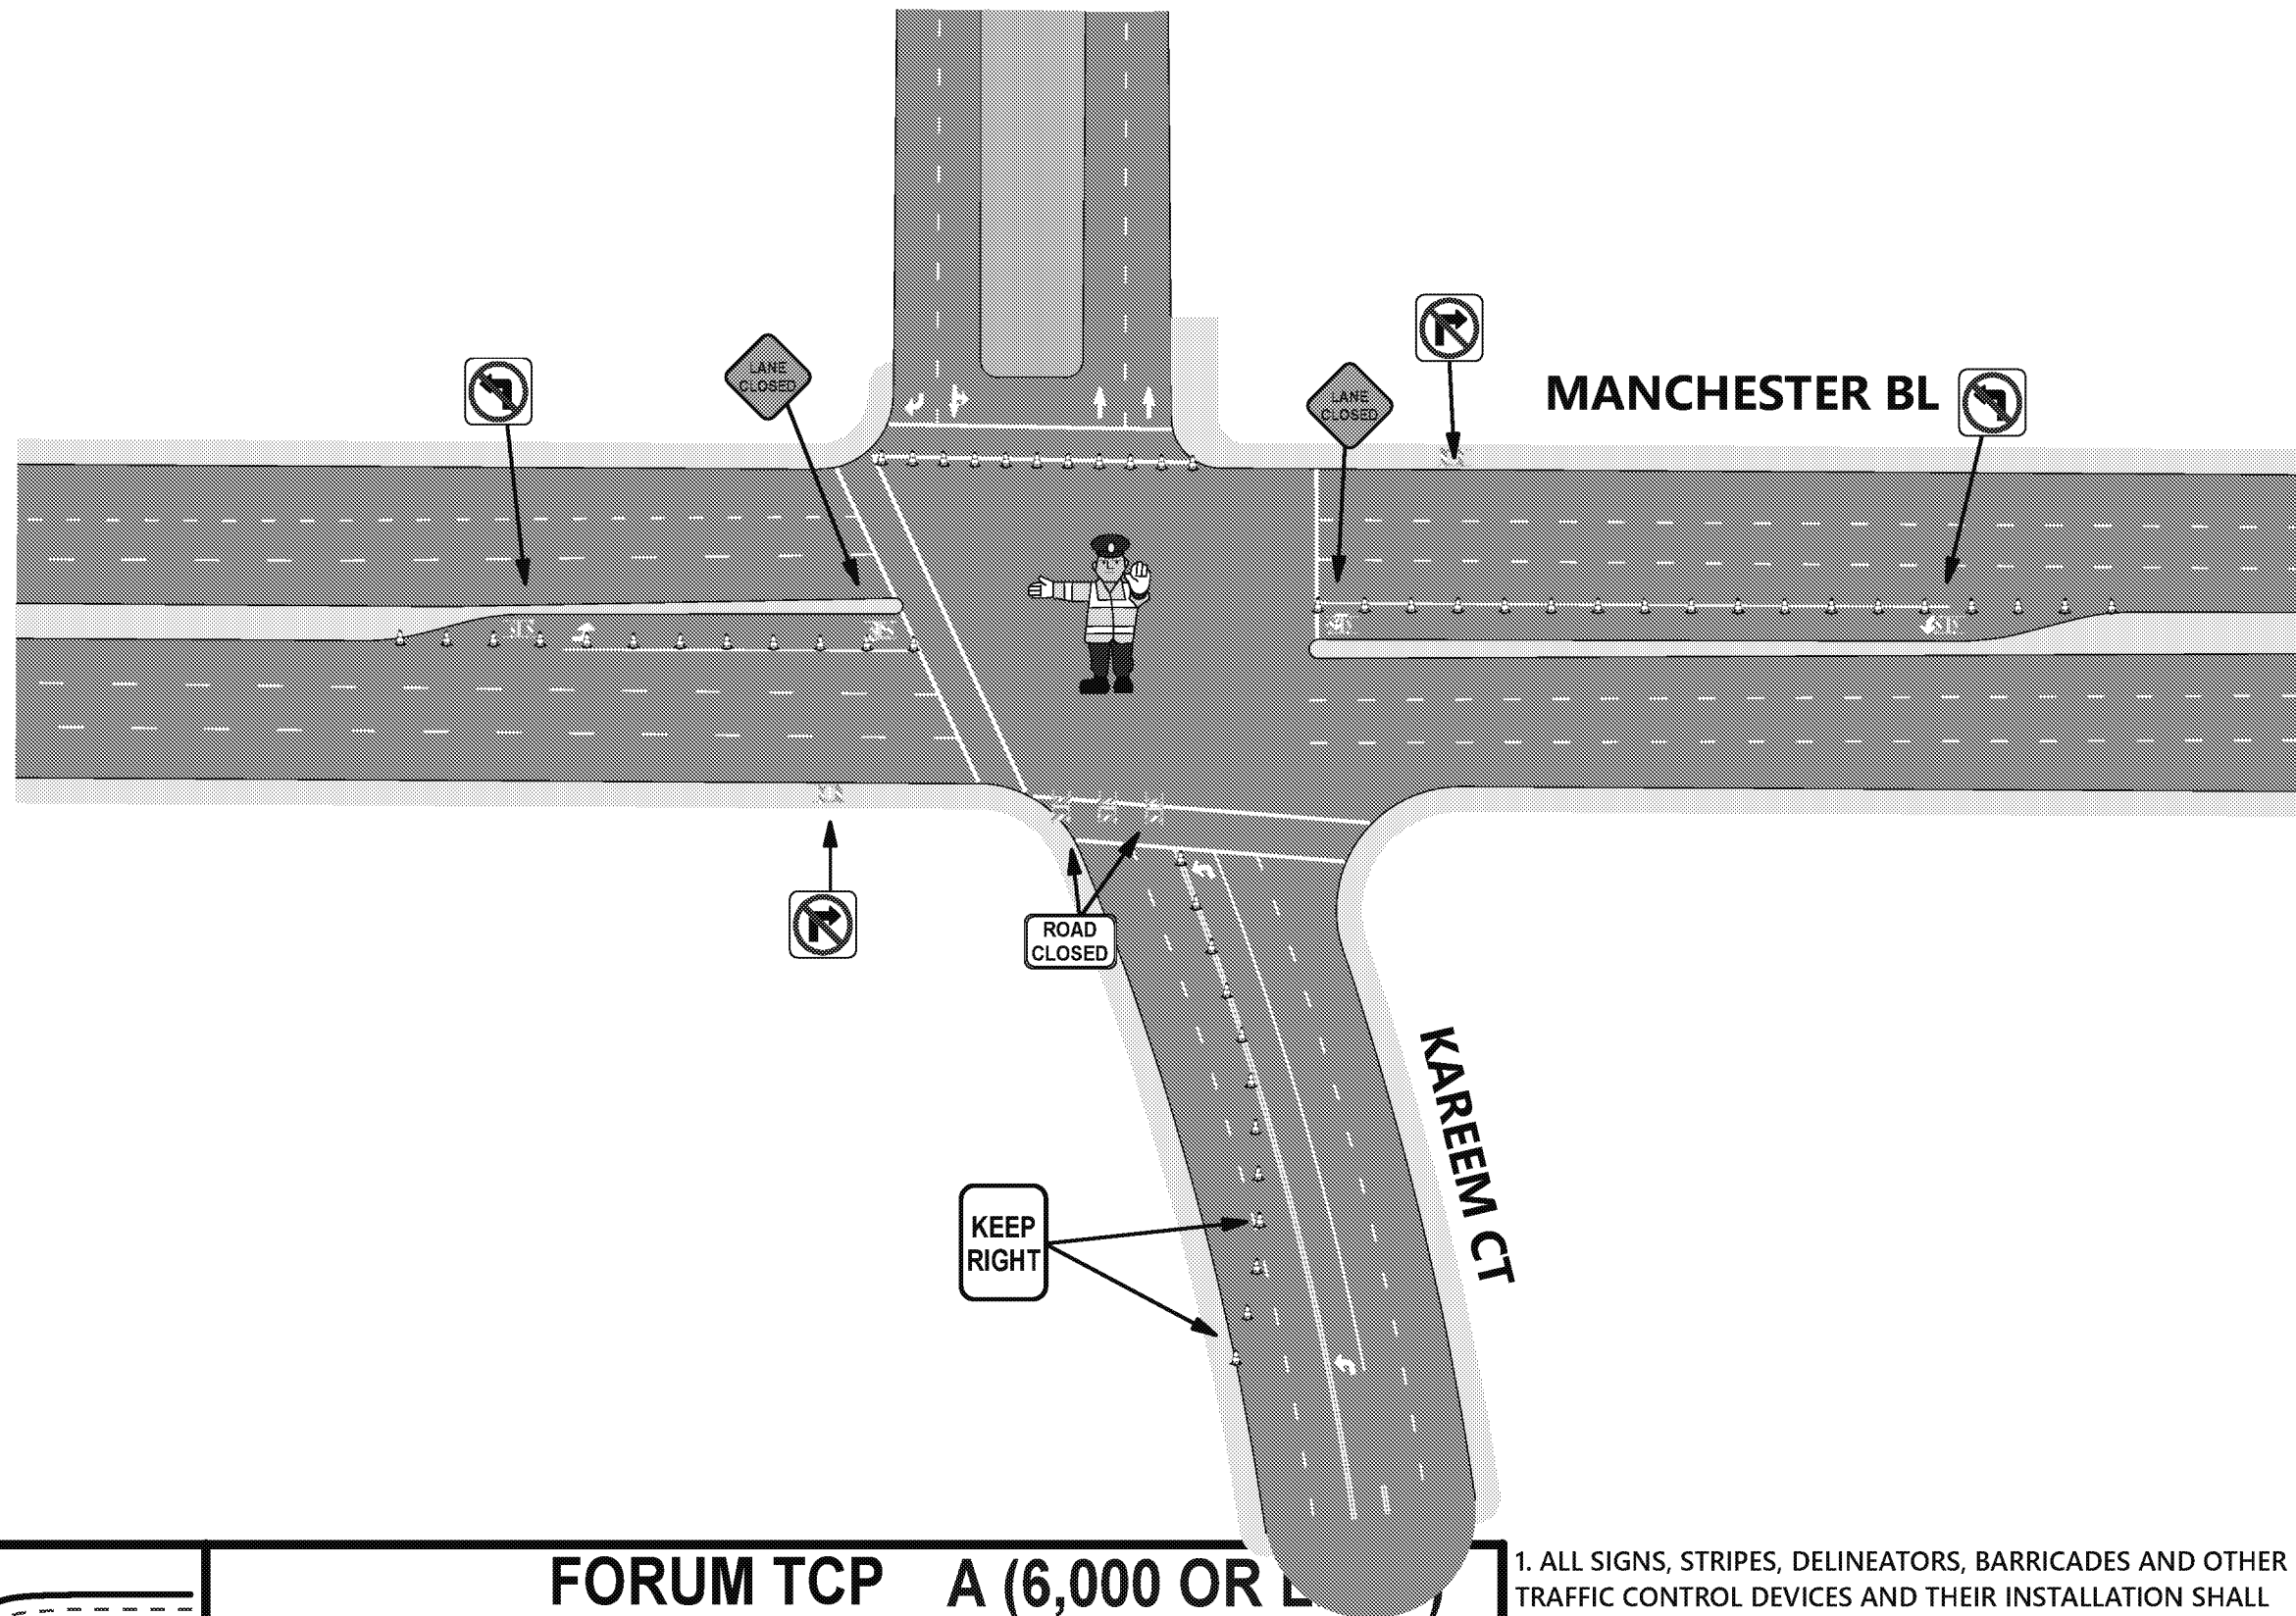 LANE
CLOSED
LANE
CLOSED
MANCHESTER BL
ROAD
CLOSED
KAREEM CT
KEEP
RIGHT
FORUM TCP A (6,000 OR
1. ALL SIGNS, STRIPES, DELINEATORS, BARRICADES AND OTHER
TRAFFIC CONTROL DEVICES AND THEIR INSTALLATION SHALL